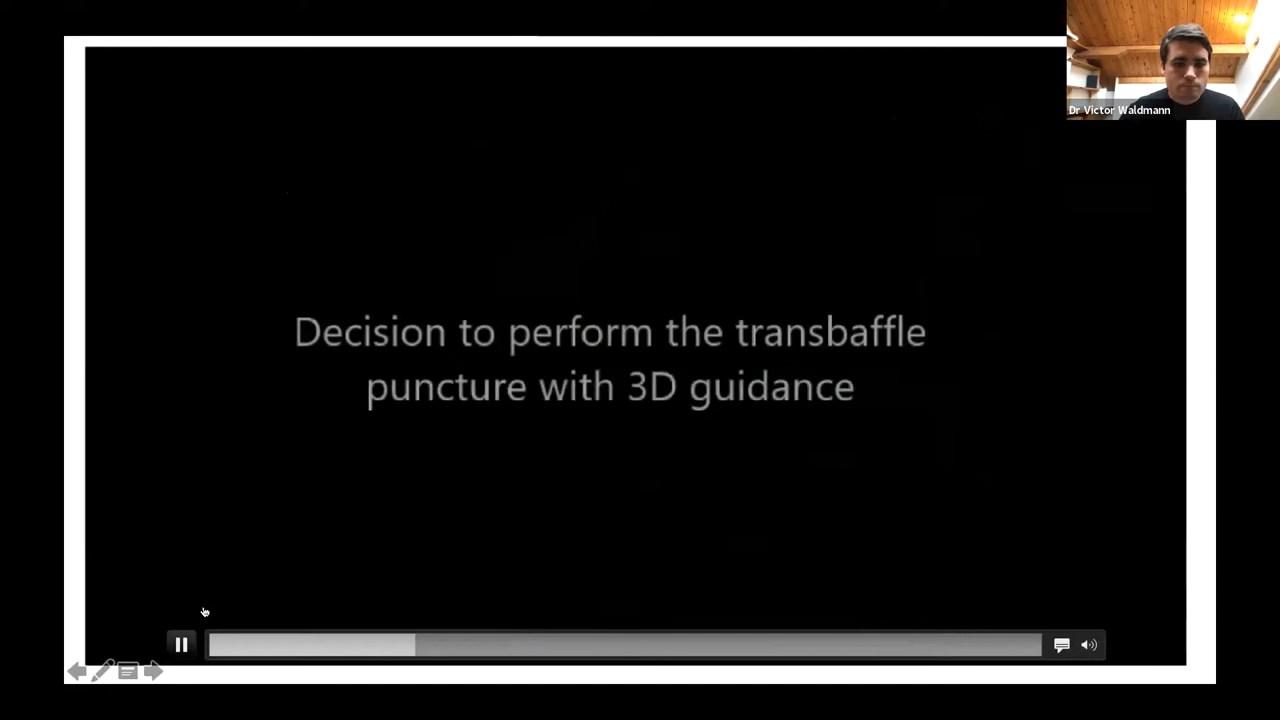 Dr Victor Waldmann
Decision to perform the transbaffle
puncture with 3D guidance